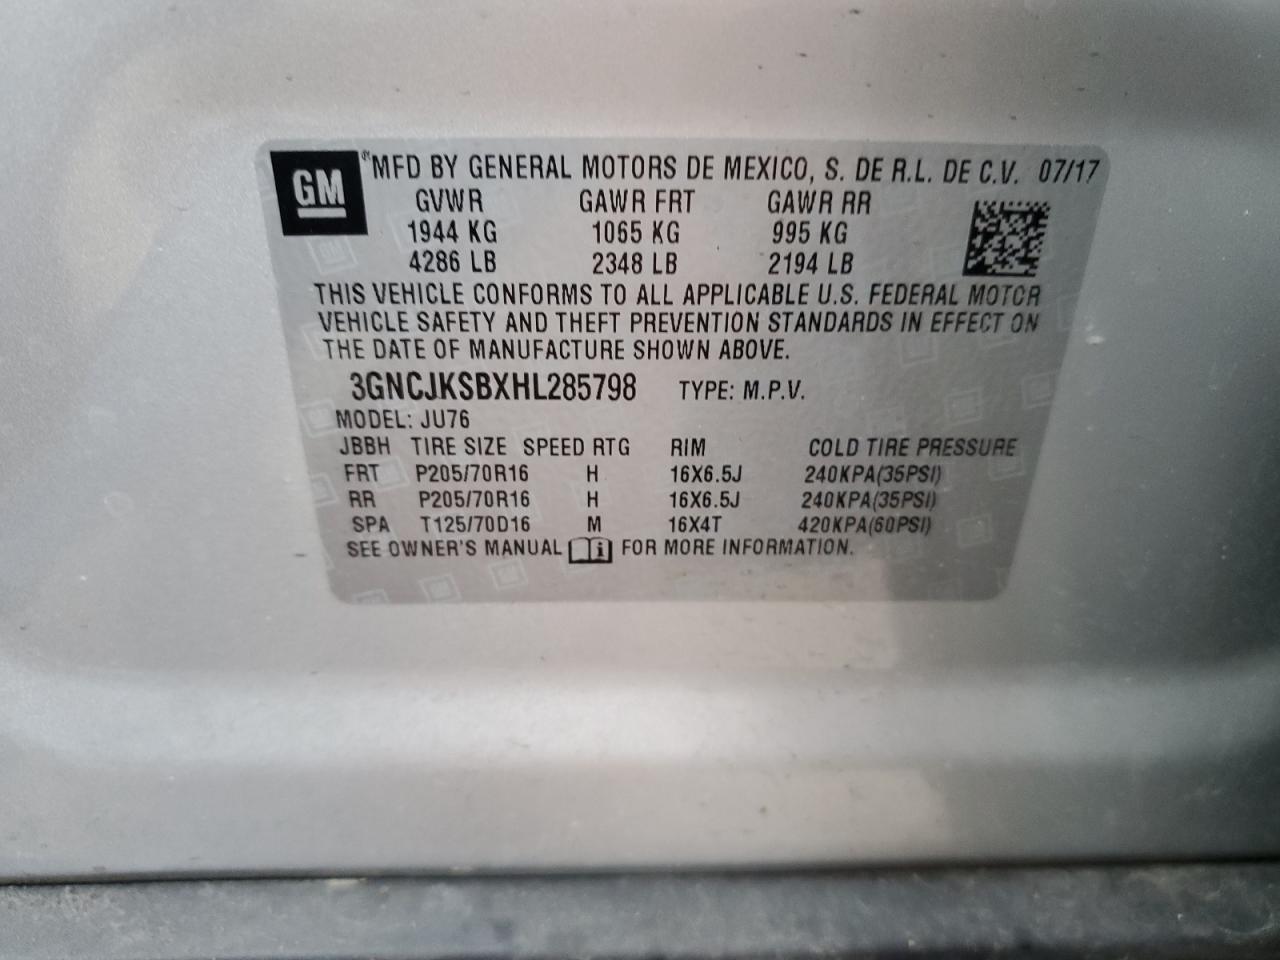 GM MFD BY GENERAL MOTORS DE MEXICO, S. DE R.L. DE C.V. 07/17
GVWR GAWR FRT GAWR RR
1944 KG 1065 KG 995 KG
4286 LB 2348 LB 2194 LB
THIS VEHICLE CONFORMS TO ALL APPLICABLE U.S. FEDERAL MOTOR
VEHICLE SAFETY AND THEFT PREVENTION STANDARDS IN EFFECT ON
THE DATE OF MANUFACTURE SHOWN ABOVE.
3GNCJKSBXHL285798 TYPE: M.P.V.
MODEL: JU76
JBBH TIRE SIZE SPEED RTG RIM COLD TIRE PRESSURE
FRT P205/70R16 H 16X6.5J 240KPA(35PSI)
RR P205/70R16 H 16X6.5J 240KPA(35PSI)
SPA T125/70D16 M 16X4T 420KPA(60PSI)
SEE OWNER'S MANUAL FOR MORE INFORMATION.